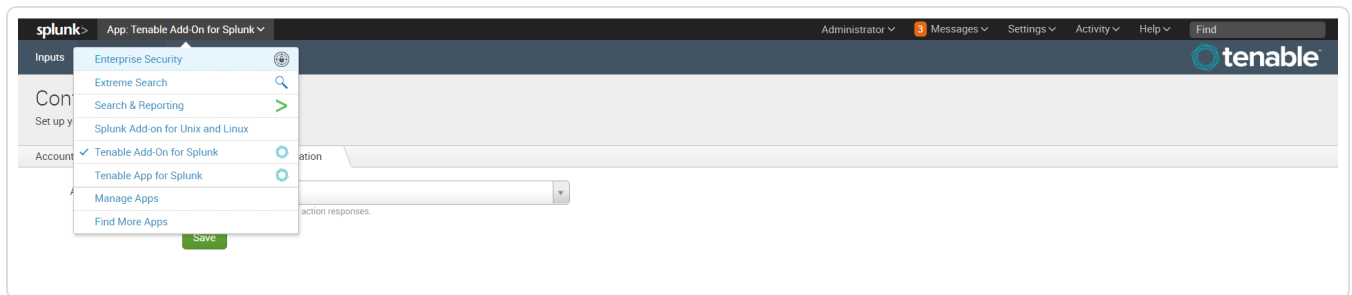 splunk> App: Tenable Add-On for Splunk Administrator 3 Messages Settings Activity Help Find
Inputs tenable
Enterprise Security
Extreme Search
Search & Reporting
Set up
Splunk Add-on for Unix and Linux
Account Tenable Add-On for Splunk
Tenable App for Splunk
Manage Apps
action responses.
Find More Apps
Save